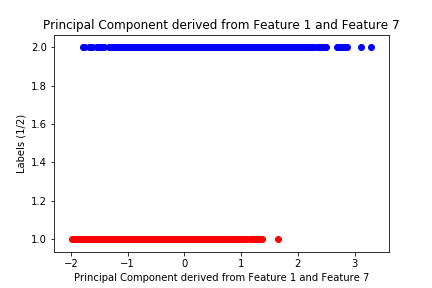 Principal Component derived from Feature 1 and Feature 7
Labels (1/2)
2.0
1.8
1.6
1.4
1.2
1.0
−2 −1 0 1 2 3
Principal Component derived from Feature 1 and Feature 7